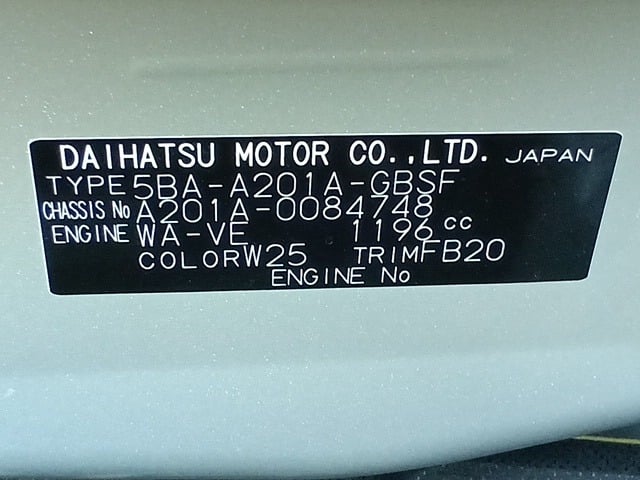 DAIHATSU MOTOR CO.,LTD. JAPAN
TYPE 5BA-A201A-GBSF
CHASSIS No A201A-0084748
ENGINE WA-VE 1196 cc
COLOR W25 TRIM FB20
ENGINE No